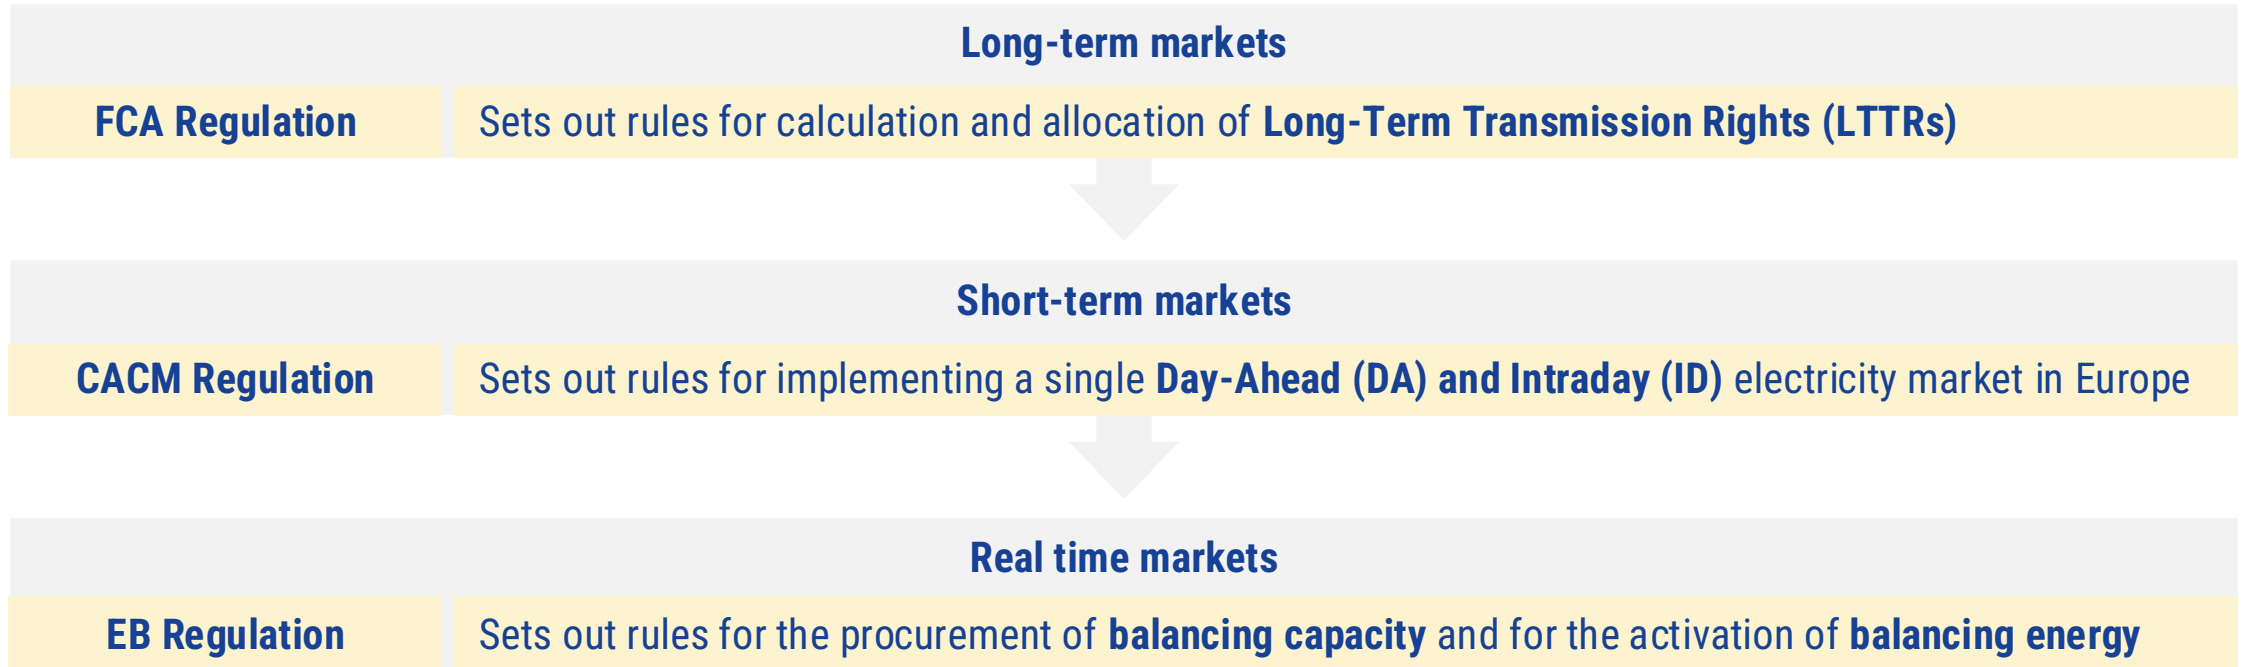 Long-term markets
FCA Regulation
Sets out rules for calculation and allocation of Long-Term Transmission Rights (LTTRs)
Short-term markets
CACM Regulation
Sets out rules for implementing a single Day-Ahead (DA) and Intraday (ID) electricity market in Europe
Real time markets
EB Regulation
Sets out rules for the procurement of balancing capacity and for the activation of balancing energy